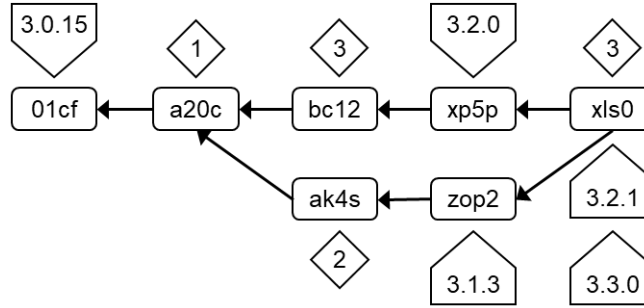 3.0.15
1
3
3.2.0
3
01cf
a20c
bc12
xp5p
xls0
ak4s
zop2
3.2.1
2
3.1.3
3.3.0